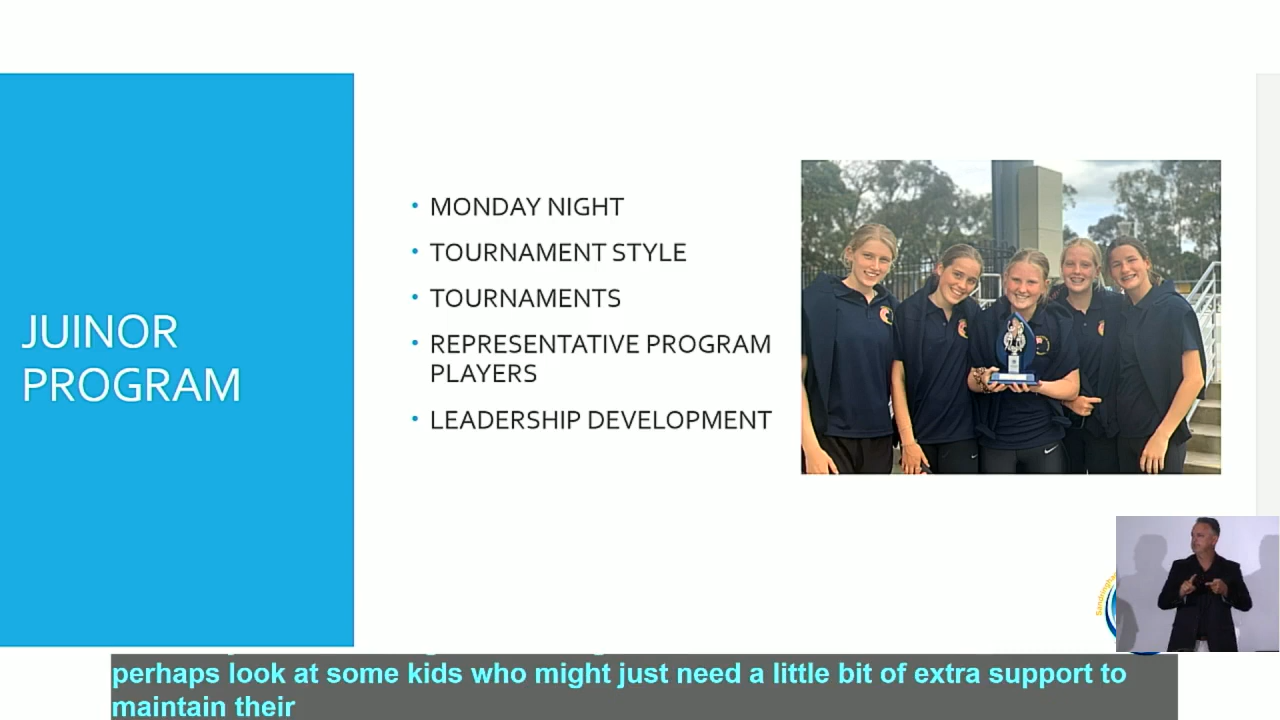 JUINOR
PROGRAM
• MONDAY NIGHT
• TOURNAMENT STYLE
• TOURNAMENTS
• REPRESENTATIVE PROGRAM
PLAYERS
• LEADERSHIP DEVELOPMENT
Sandringham
perhaps look at some kids who might just need a little bit of extra support to
maintain their